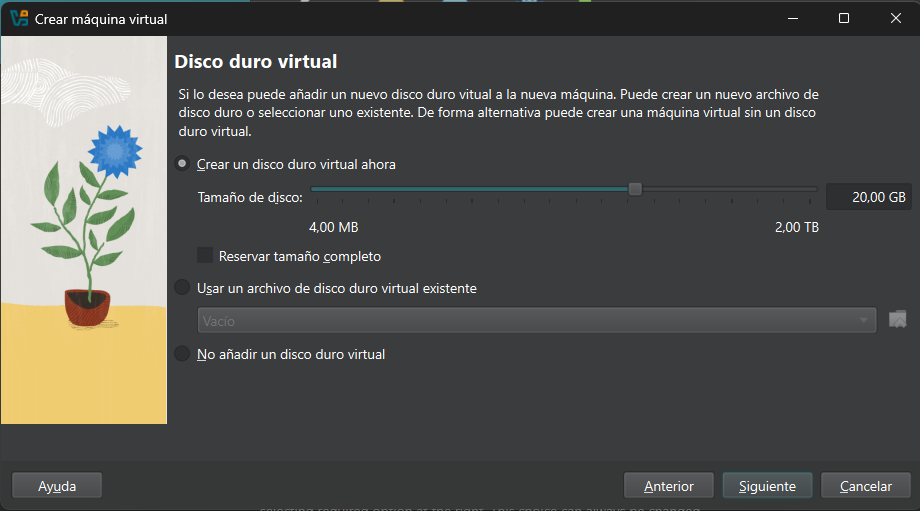 Crear máquina virtual
Disco duro virtual
Si lo desea puede añadir un nuevo disco duro vitual a la nueva máquina. Puede crear un nuevo archivo de
disco duro o seleccionar uno existente. De forma alternativa puede crear una máquina virtual sin un disco
duro virtual.
Crear un disco duro virtual ahora
Tamaño de disco:
20,00 GB
4,00 MB
2,00 TB
Reservar tamaño completo
Usar un archivo de disco duro virtual existente
Vacío
No añadir un disco duro virtual
Ayuda
Anterior
Siguiente
Cancelar